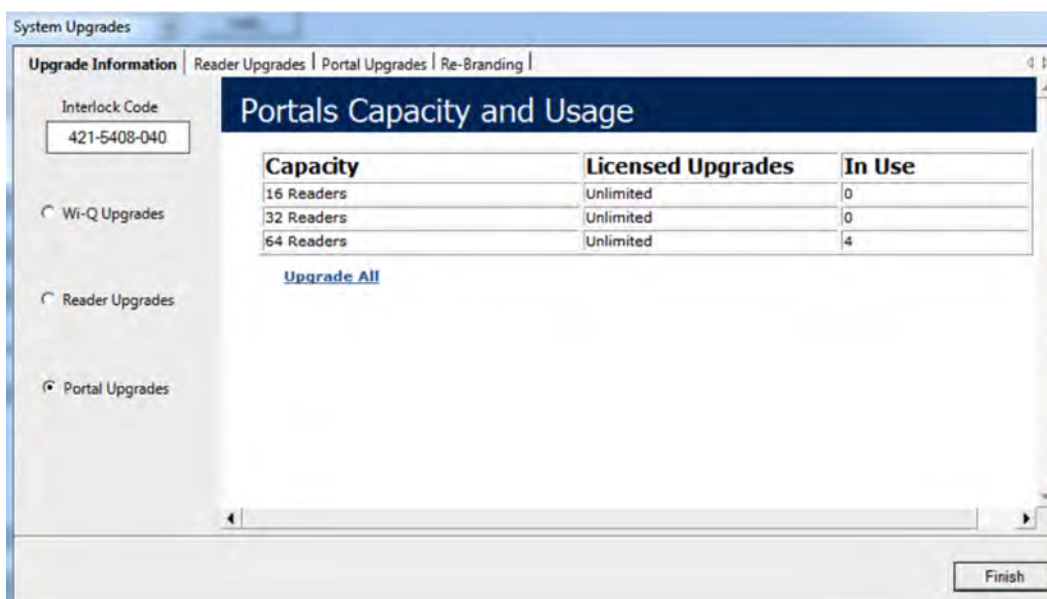 System Upgrades
Upgrade Information Reader Upgrades Portal Upgrades Re-Branding
Interlock Code
421-5408-040
Wi-Q Upgrades
Reader Upgrades
Portal Upgrades
Portals Capacity and Usage
Capacity Licensed Upgrades In Use
16 Readers Unlimited 0
32 Readers Unlimited 0
64 Readers Unlimited 4
Upgrade All
Finish